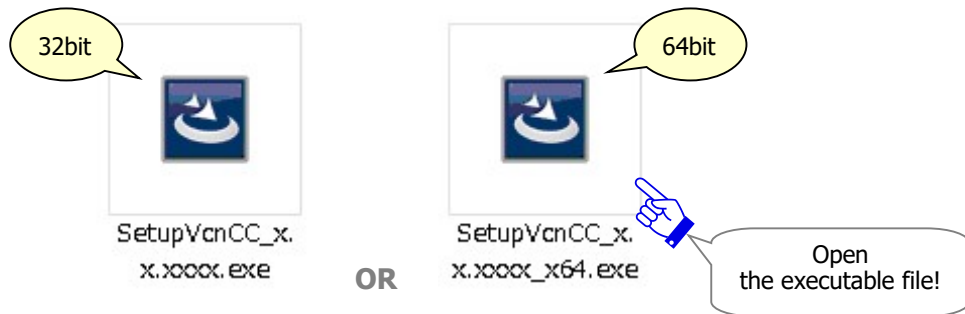 32bit
64bit
SetupVcnCC_x.
x.xxxx.exe
OR
SetupVcnCC_x.
x.xxxx_x64.exe
Open
the executable file!